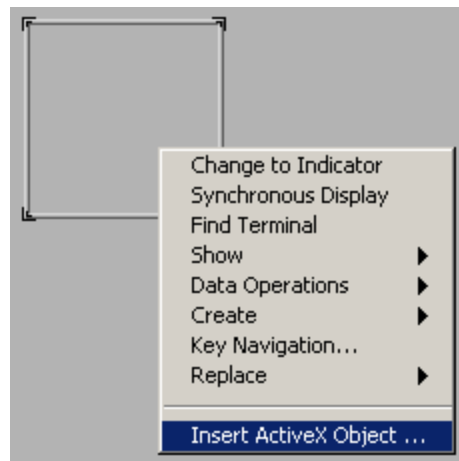 Change to Indicator
Synchronous Display
Find Terminal
Show
Data Operations
Create
Key Navigation...
Replace
Insert ActiveX Object ...